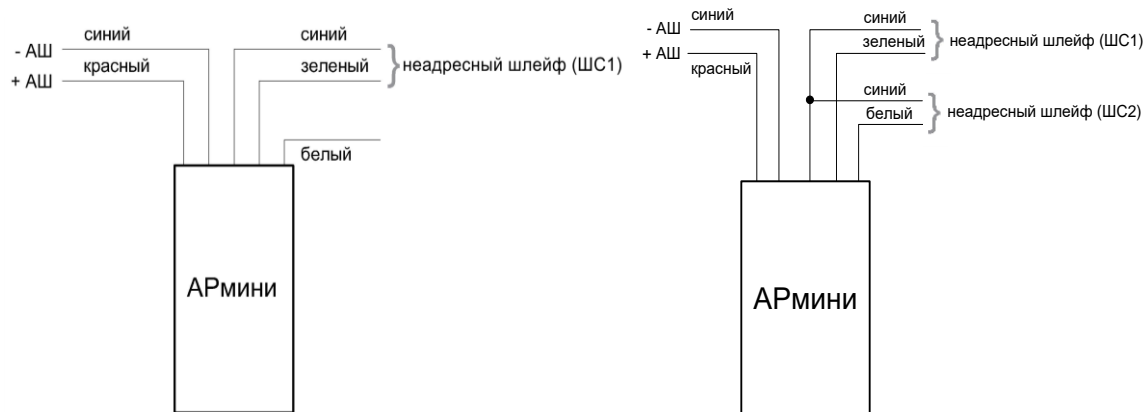 синий
- АШ
красный
+ АШ
синий
зеленый
неадресный шлейф (ШС1)
белый
АРмини
синий
- АШ
+ АШ
красный
синий
зеленый
неадресный шлейф (ШС1)
синий
белый
неадресный шлейф (ШС2)
АРмини